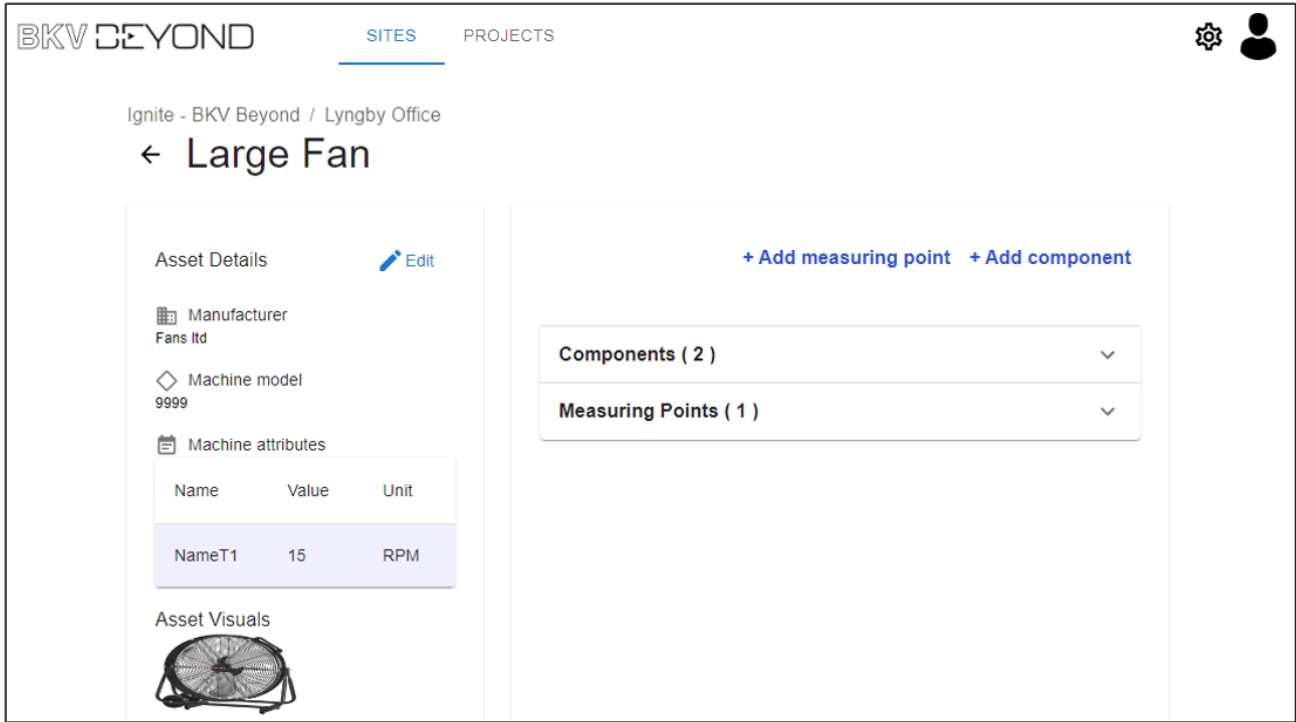 BKV BEYOND
SITES
PROJECTS
Ignite - BKV Beyond / Lyngby Office
← Large Fan
Asset Details
Edit
Manufacturer
Fans ltd
Machine model
9999
Machine attributes
Name Value Unit
NameT1 15 RPM
Asset Visuals
+ Add measuring point + Add component
Components ( 2 )
Measuring Points ( 1 )